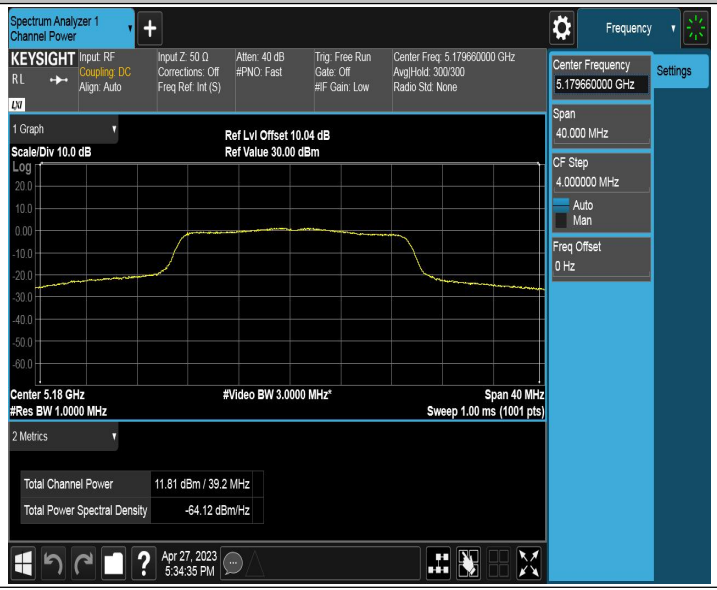 Spectrum Analyzer 1
Channel Power
+
Frequency
KEYSIGHT
RL
LXI
Input: RF
Coupling: DC
Align: Auto
Input Z: 50 Ω
Corrections: Off
Freq Ref: Int (S)
Atten: 40 dB
#PNO: Fast
Trig: Free Run
Gate: Off
#IF Gain: Low
Center Freq: 5.179660000 GHz
Avg|Hold: 300/300
Radio Std: None
Center Frequency
5.179660000 GHz
Settings
Span
40.000 MHz
CF Step
4.000000 MHz
Auto
Man
Freq Offset
0 Hz
1 Graph
Scale/Div 10.0 dB
Ref Lvl Offset 10.04 dB
Ref Value 30.00 dBm
Log
20.0
10.0
0.00
-10.0
-20.0
-30.0
-40.0
-50.0
-60.0
Center 5.18 GHz
#Video BW 3.0000 MHz*
Span 40 MHz
#Res BW 1.0000 MHz
Sweep 1.00 ms (1001 pts)
2 Metrics
Total Channel Power 11.81 dBm / 39.2 MHz
Total Power Spectral Density -64.12 dBm/Hz
?
Apr 27, 2023
5:34:35 PM